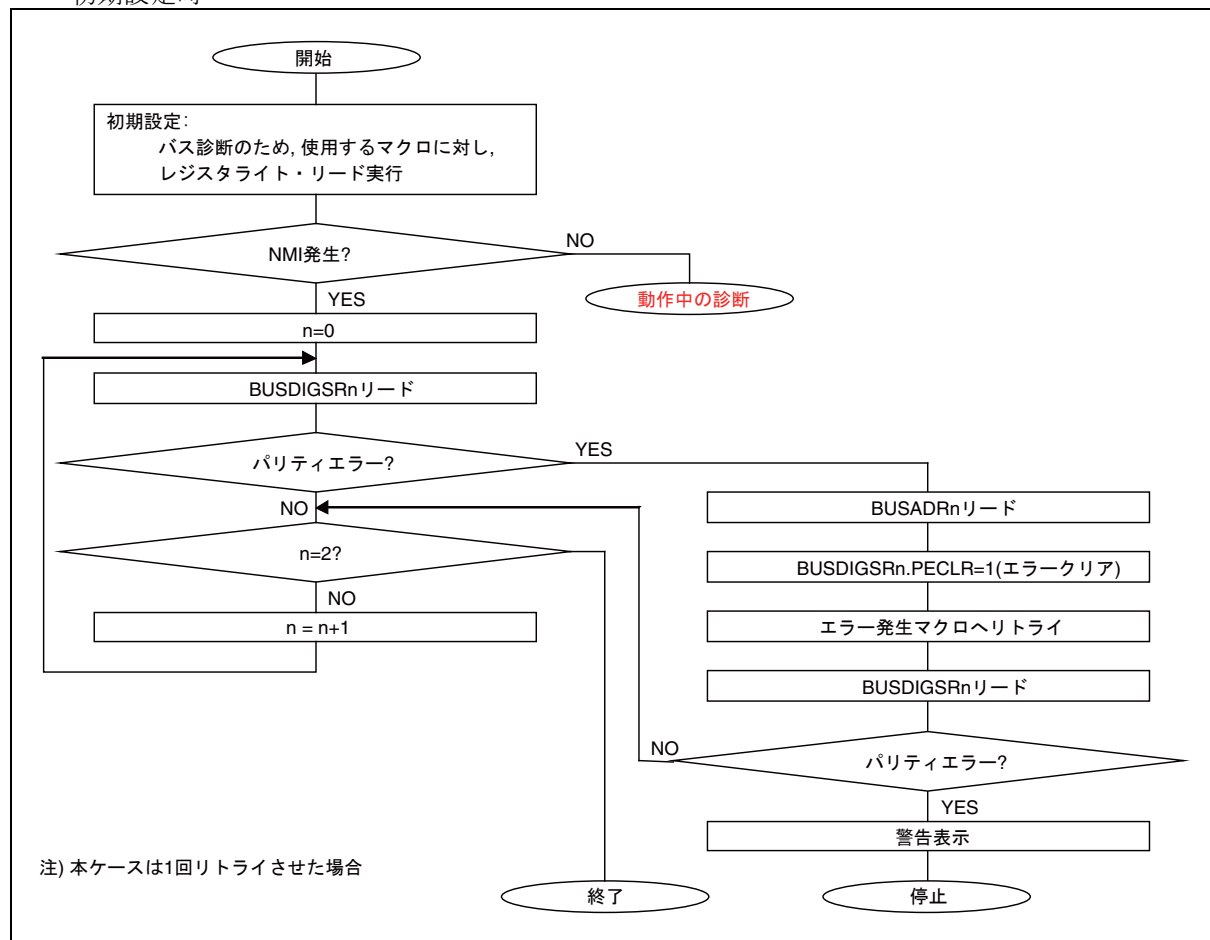 初期設定時
開始
初期設定:
バス診断のため, 使用するマクロに対し,
レジスタライト・リード実行
NMI発生?
NO
動作中の診断
YES
n=0
BUSDIGSRnリード
パリティエラー?
YES
NO
n=2?
NO
n = n+1
BUSADRnリード
BUSDIGSRn.PECLR=1(エラークリア)
エラー発生マクロへリトライ
BUSDIGSRnリード
パリティエラー?
NO
YES
警告表示
注) 本ケースは1回リトライさせた場合
終了
停止